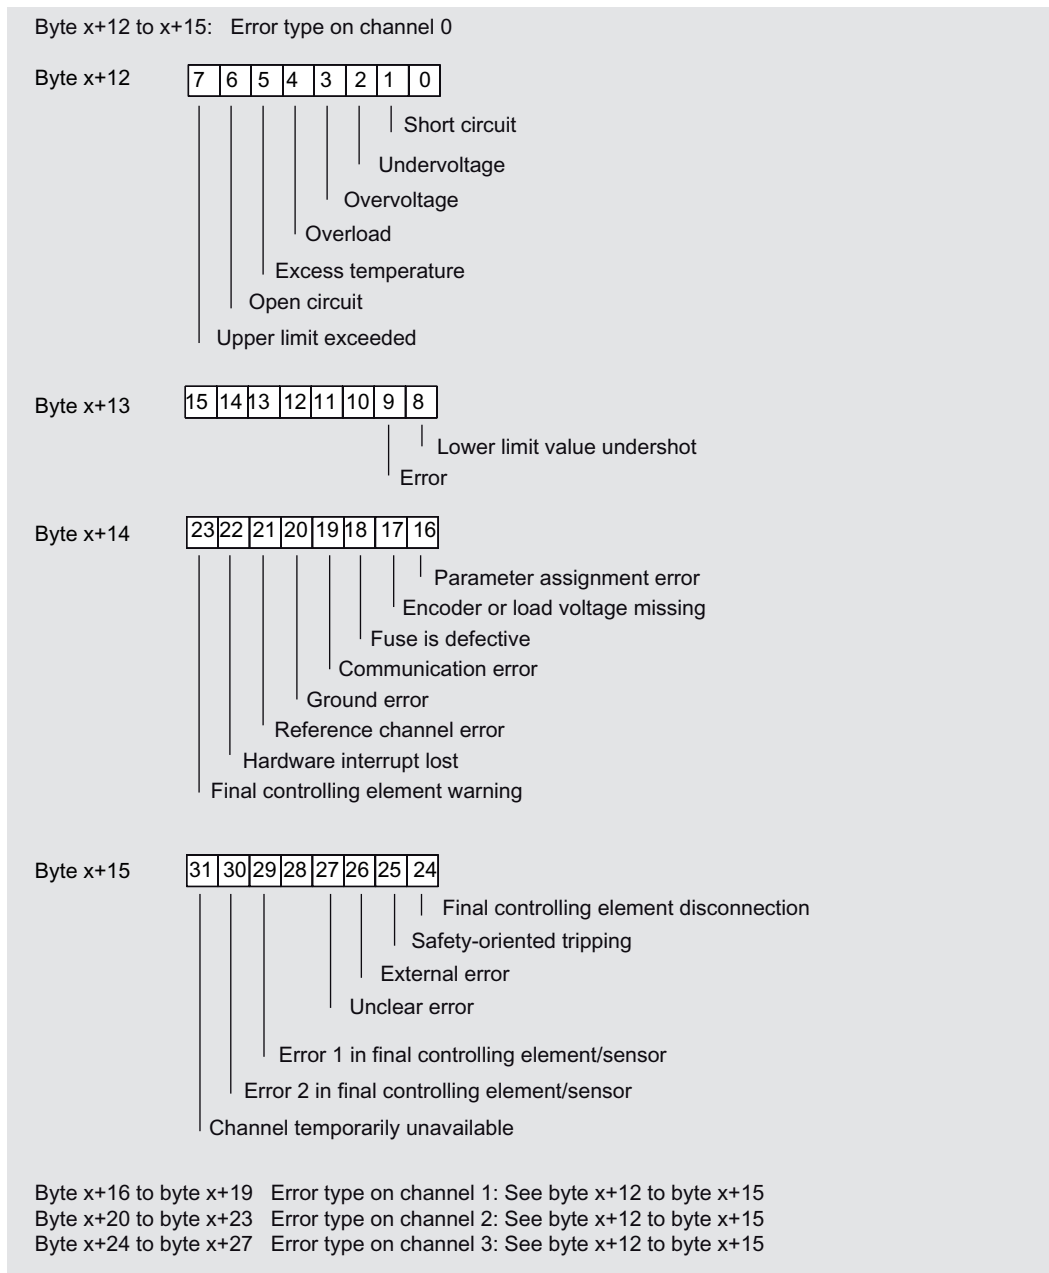 Byte x+12 to x+15: Error type on channel 0
Byte x+12 7 6 5 4 3 2 1 0
Short circuit
Undervoltage
Overvoltage
Overload
Excess temperature
Open circuit
Upper limit exceeded
Byte x+13 15 14 13 12 11 10 9 8
Lower limit value undershot
Error
Byte x+14 23 22 21 20 19 18 17 16
Parameter assignment error
Encoder or load voltage missing
Fuse is defective
Communication error
Ground error
Reference channel error
Hardware interrupt lost
Final controlling element warning
Byte x+15 31 30 29 28 27 26 25 24
Final controlling element disconnection
Safety-oriented tripping
External error
Unclear error
Error 1 in final controlling element/sensor
Error 2 in final controlling element/sensor
Channel temporarily unavailable
Byte x+16 to byte x+19 Error type on channel 1: See byte x+12 to byte x+15
Byte x+20 to byte x+23 Error type on channel 2: See byte x+12 to byte x+15
Byte x+24 to byte x+27 Error type on channel 3: See byte x+12 to byte x+15